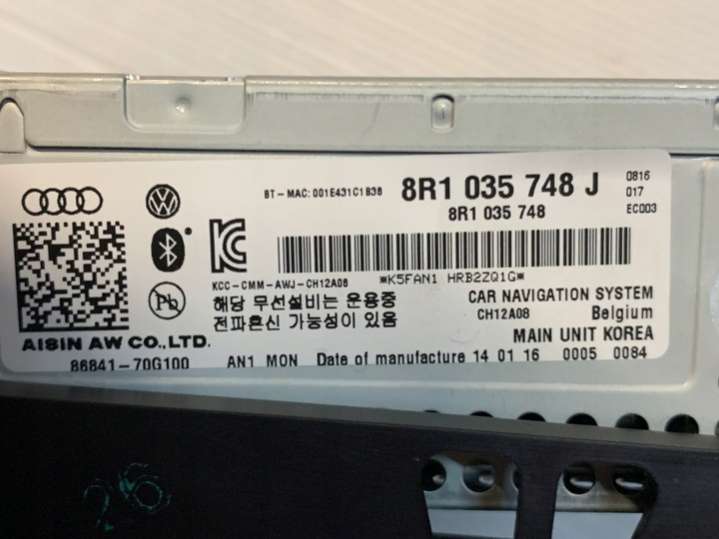 BT-MAC:001E431C1B38
8R1 035 748 J
8R1 035 748
0816
017
EC003
KCC-CMM-AWJ-CH12A08
*K5FAN1 HRB2ZQ1G*
Pb
해당 무선설비는 운용중
전파혼신 가능성이 있음
CAR NAVIGATION SYSTEM
CH12A08 Belgium
MAIN UNIT KOREA
AISIN AW CO.,LTD.
86841-70G100 AN1 MON Date of manufacture 14 01 16 0005 0084
26